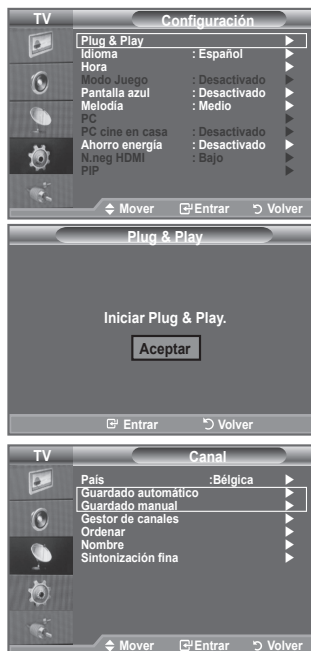 TV Configuración
Plug & Play
Idioma : Español
Hora
Modo Juego : Desactivado
Pantalla azul : Desactivado
Melodía : Medio
PC
PC cine en casa : Desactivado
Ahorro energía : Desactivado
N.neg HDMI : Bajo
PIP
Mover Entrar Volver
Plug & Play
Iniciar Plug & Play.
Aceptar
Entrar Volver
TV Canal
País :Bélgica
Guardado automático
Guardado manual
Gestor de canales
Ordenar
Nombre
Sintonización fina
Mover Entrar Volver